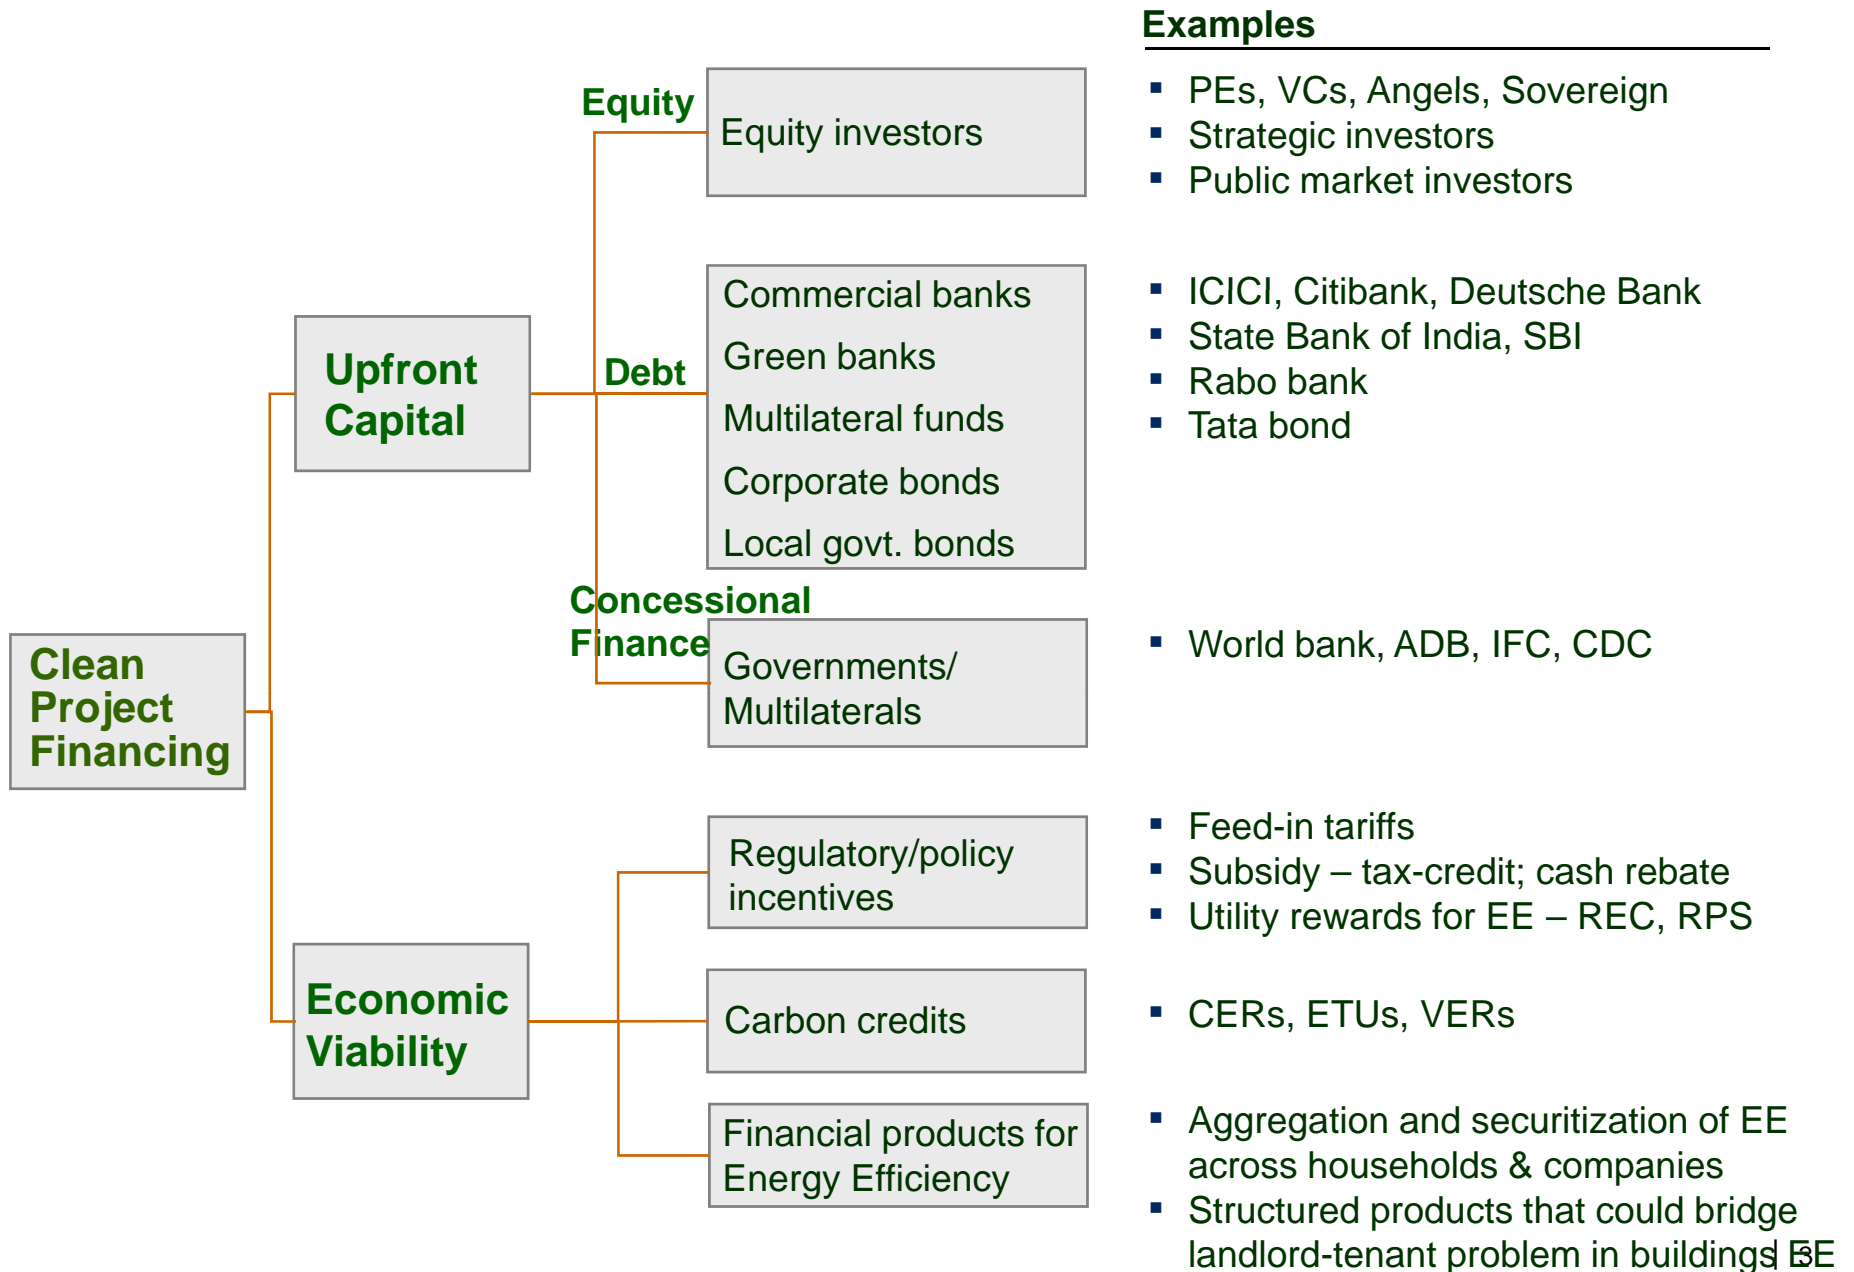 Examples
Equity
Equity investors
▪ PEs, VCs, Angels, Sovereign
▪ Strategic investors
▪ Public market investors
Upfront
Capital
Debt
Commercial banks
Green banks
Multilateral funds
Corporate bonds
Local govt. bonds
▪ ICICI, Citibank, Deutsche Bank
▪ State Bank of India, SBI
▪ Rabo bank
▪ Tata bond
Concessional
Finance
Governments/
Multilaterals
▪ World bank, ADB, IFC, CDC
Clean
Project
Financing
Regulatory/policy
incentives
▪ Feed-in tariffs
▪ Subsidy – tax-credit; cash rebate
▪ Utility rewards for EE – REC, RPS
Economic
Viability
Carbon credits
▪ CERs, ETUs, VERs
Financial products for
Energy Efficiency
▪ Aggregation and securitization of EE
across households & companies
▪ Structured products that could bridge
landlord-tenant problem in buildings EE
| 3